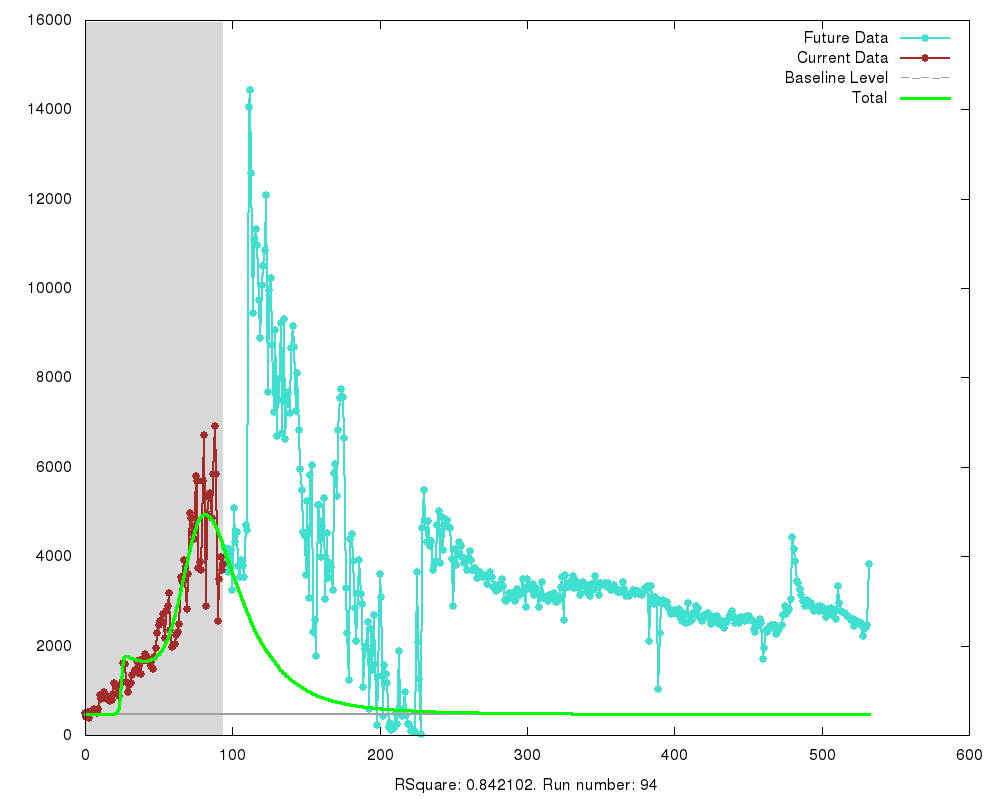 16000
14000
12000
10000
8000
6000
4000
2000
0
Future Data
Current Data
Baseline Level
Total
0 100 200 300 400 500 600
RSquare: 0.842102. Run number: 94